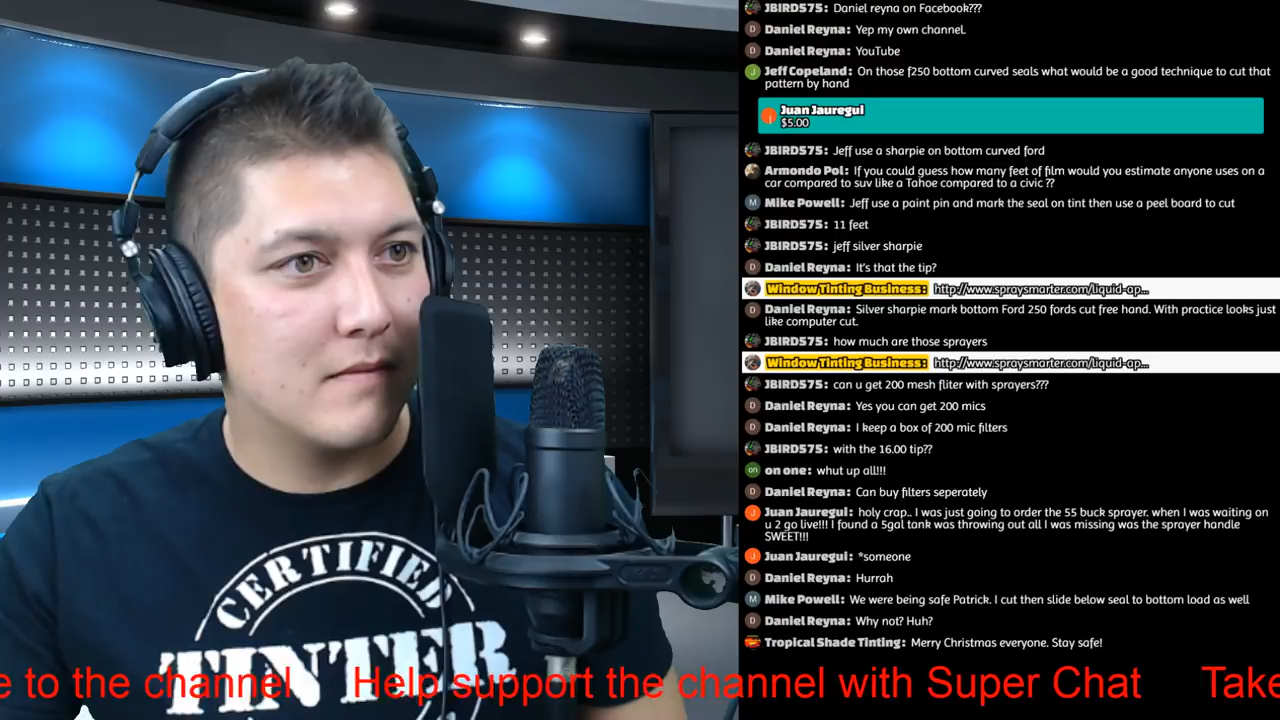 JBIRD575: Daniel reyna on Facebook???
Daniel Reyna: Yep my own channel.
Daniel Reyna: YouTube
Jeff Copeland: On those f250 bottom curved seals what would be a good technique to cut that
pattern by hand
Juan Jauregui
$5.00
JBIRD575: Jeff use a sharpie on bottom curved ford
Armondo Pol: If you could guess how many feet of film would you estimate anyone uses on a
car compared to suv like a Tahoe compared to a civic ??
Mike Powell: Jeff use a paint pin and mark the seal on tint then use a peel board to cut
JBIRD575: 11 feet
JBIRD575: jeff silver sharpie
Daniel Reyna: It's that the tip?
Window Tinting Business: http://www.spraysmarter.com/liquid-ap...
Daniel Reyna: Silver sharpie mark bottom Ford 250 fords cut free hand. With practice looks just
like computer cut.
JBIRD575: how much are those sprayers
Window Tinting Business: http://www.spraysmarter.com/liquid-ap...
JBIRD575: can u get 200 mesh fliter with sprayers???
Daniel Reyna: Yes you can get 200 mics
Daniel Reyna: I keep a box of 200 mic filters
JBIRD575: with the 16.00 tip??
on one: whut up all!!!
Daniel Reyna: Can buy filters seperately
Juan Jauregui: holy crap.. I was just going to order the 55 buck sprayer. when I was waiting on
u 2 go live!!! I found a 5gal tank was throwing out all I was missing was the sprayer handle
SWEET!!!
Juan Jauregui: *someone
Daniel Reyna: Hurrah
Mike Powell: We were being safe Patrick. I cut then slide below seal to bottom load as well
Daniel Reyna: Why not? Huh?
Tropical Shade Tinting: Merry Christmas everyone. Stay safe!
CERTIFIED
TINTER
e to the channel Help support the channel with Super Chat Take